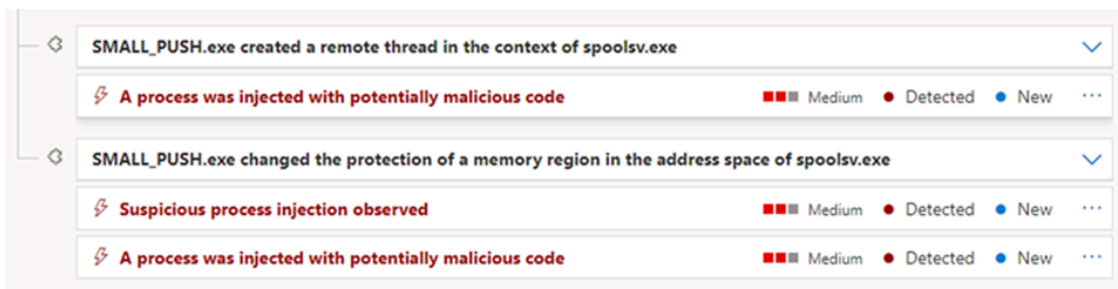 SMALL_PUSH.exe created a remote thread in the context of spoolsv.exe
A process was injected with potentially malicious code Medium Detected New ...
SMALL_PUSH.exe changed the protection of a memory region in the address space of spoolsv.exe
Suspicious process injection observed Medium Detected New ...
A process was injected with potentially malicious code Medium Detected New ...